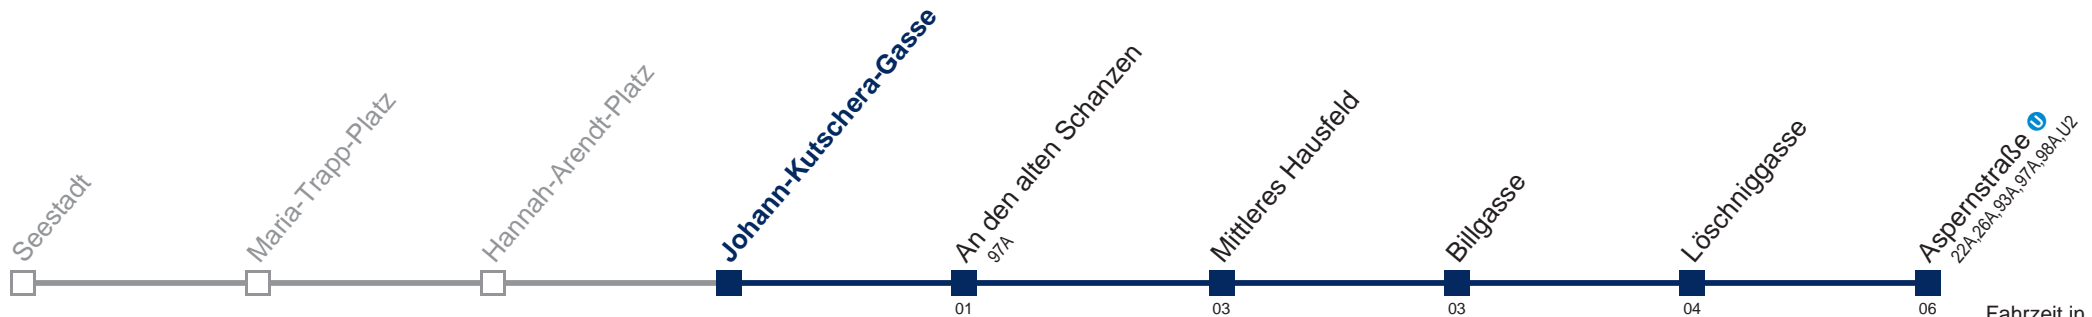 Seestadt
Maria-Trapp-Platz
Hannah-Arendt-Platz
Johann-Kutschera-Gasse
An den alten Schanzen
97A
Mittleres Hausfeld
Billgasse
Löschniggasse
Aspernstraße U
22A,26A,93A,97A,98A,U2
01 03 03 04 06
Fahrzeit in